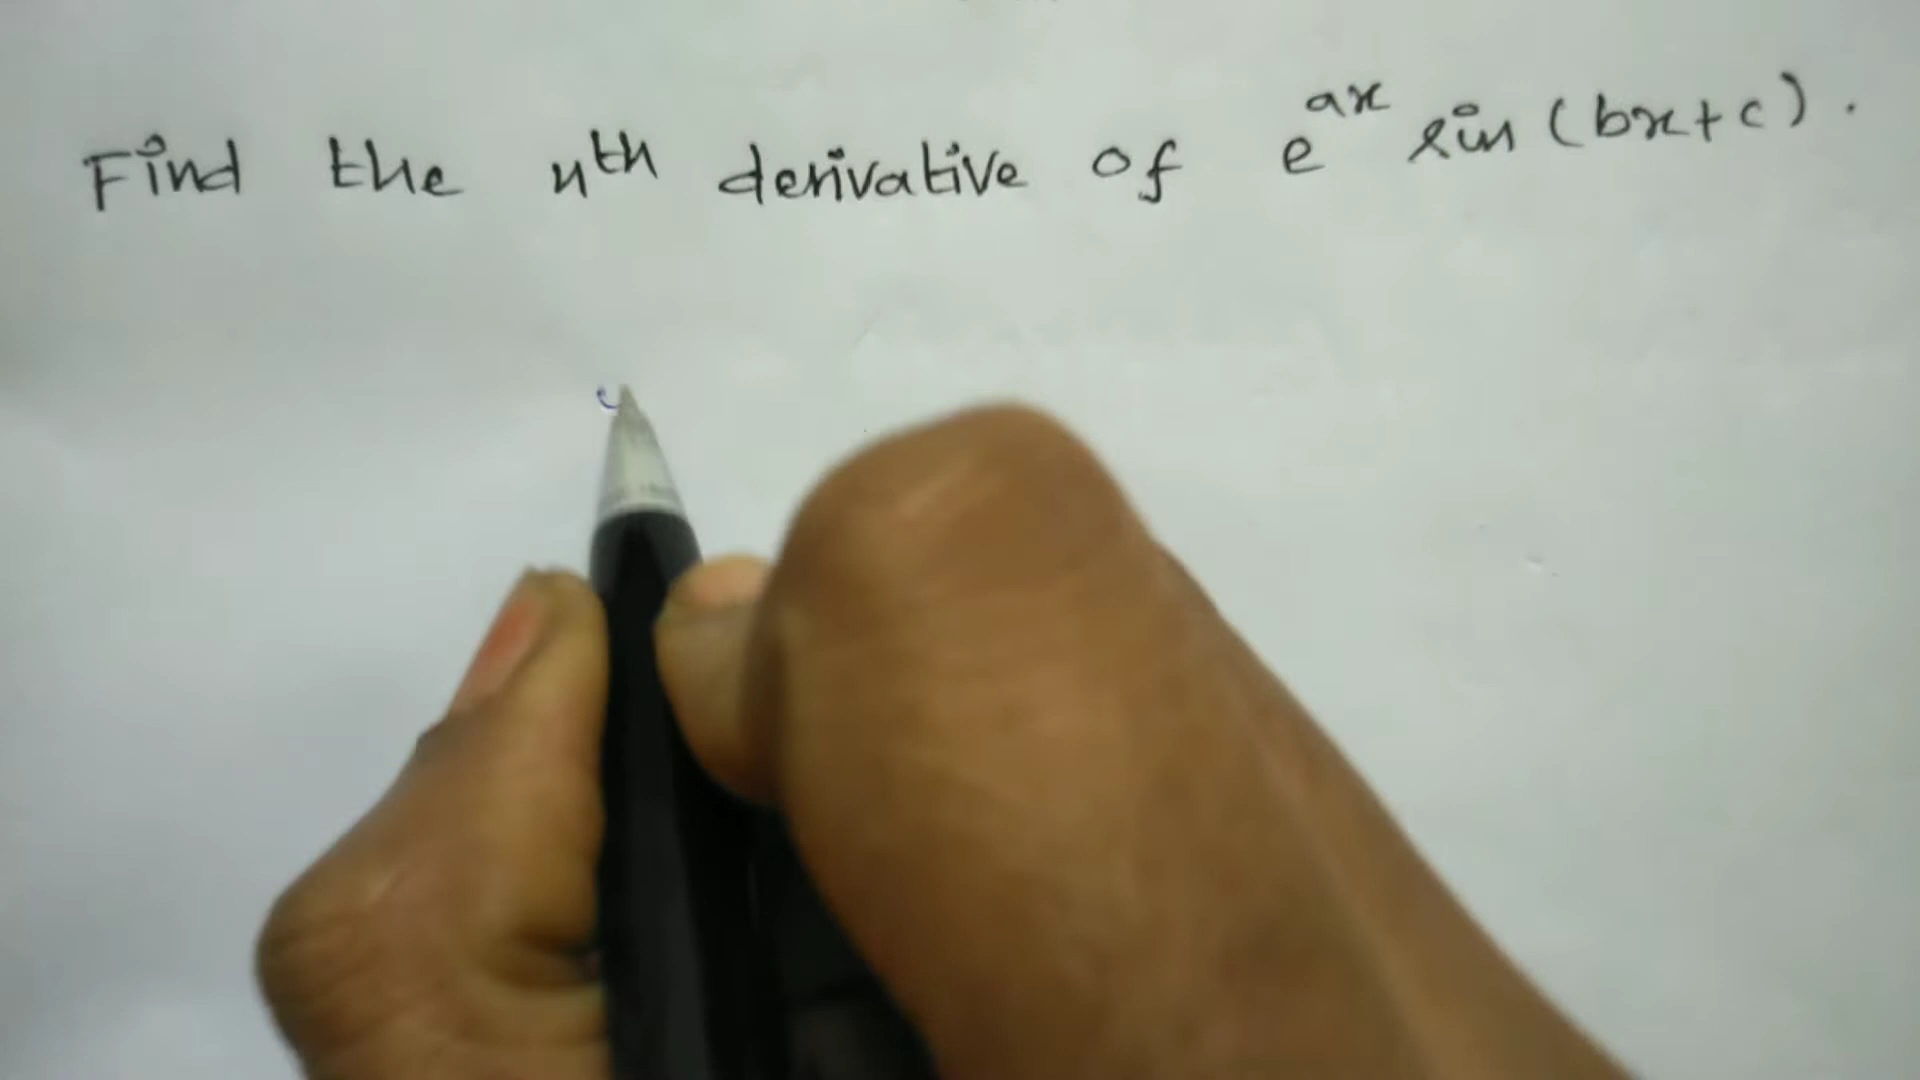 Find the nth derivative of e^ax sin (bx+c).